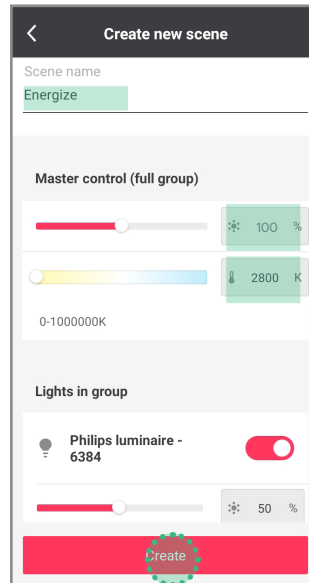 Create new scene
Scene name
Energize
Master control (full group)
100 %
2800 K
0-1000000K
Lights in group
Philips luminaire -
6384
50 %
Create